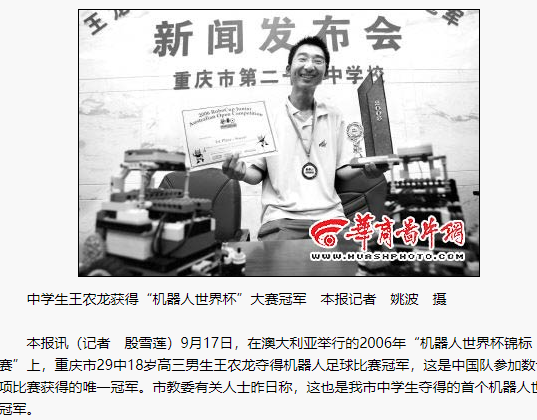 王龙
冠军
新闻发布会
重庆市第二十九中学校
2006 RoboCup Junior
Australian Open Competition
1st Place - Soccer
2006
华商图片网
WWW.HUASHPHOTO.COM
中学生王农龙获得“机器人世界杯”大赛冠军　本报记者　姚波　摄
本报讯（记者　殷雪莲）9月17日，在澳大利亚举行的2006年“机器人世界杯锦标
赛”上，重庆市29中18岁高三男生王农龙夺得机器人足球比赛冠军，这是中国队参加数
项比赛获得的唯一冠军。市教委有关人士昨日称，这也是我市中学生夺得的首个机器人世
冠军。